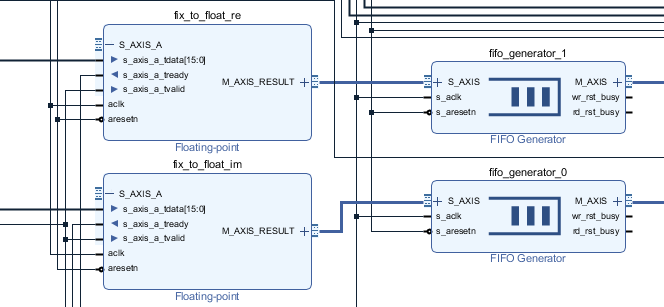 fix_to_float_re
S_AXIS_A
s_axis_a_tdata[15:0]
s_axis_a_tready
s_axis_a_tvalid
aclk
aresetn
M_AXIS_RESULT
Floating-point
fifo_generator_1
S_AXIS
s_aclk
s_aresetn
M_AXIS
wr_rst_busy
rd_rst_busy
FIFO Generator
fix_to_float_im
S_AXIS_A
s_axis_a_tdata[15:0]
s_axis_a_tready
s_axis_a_tvalid
aclk
aresetn
M_AXIS_RESULT
Floating-point
fifo_generator_0
S_AXIS
s_aclk
s_aresetn
M_AXIS
wr_rst_busy
rd_rst_busy
FIFO Generator